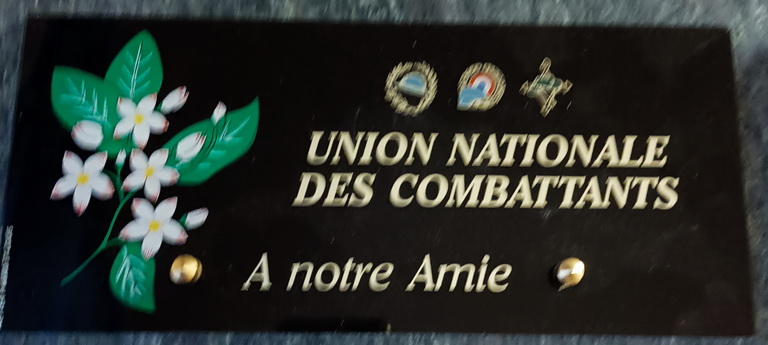 UNION NATIONALE
DES COMBATTANTS
A notre Amie